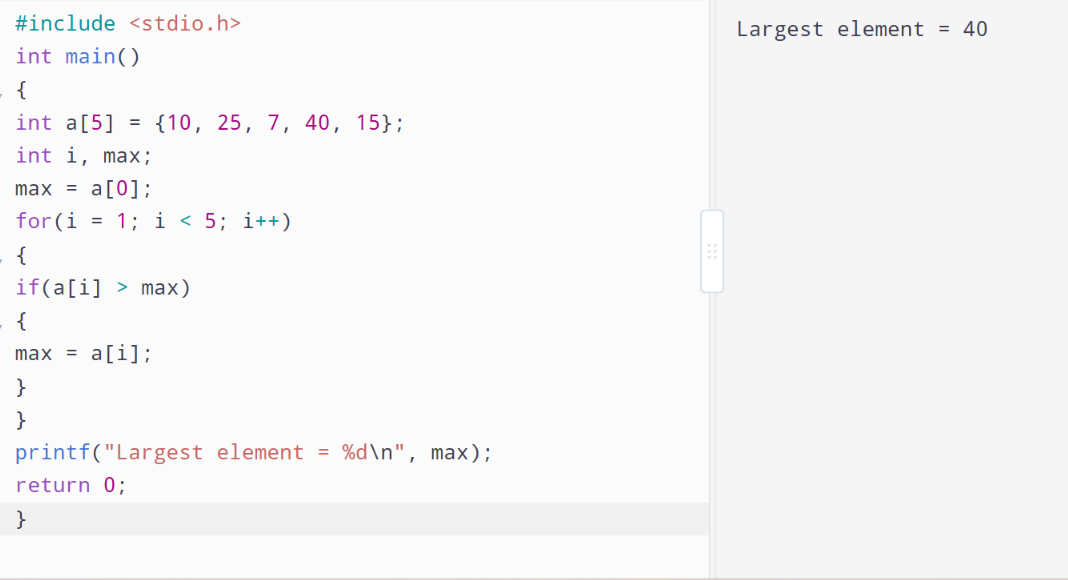 #include <stdio.h>
int main()
{
int a[5] = {10, 25, 7, 40, 15};
int i, max;
max = a[0];
for(i = 1; i < 5; i++)
{
if(a[i] > max)
{
max = a[i];
}
}
printf("Largest element = %d\n", max);
return 0;
}
Largest element = 40